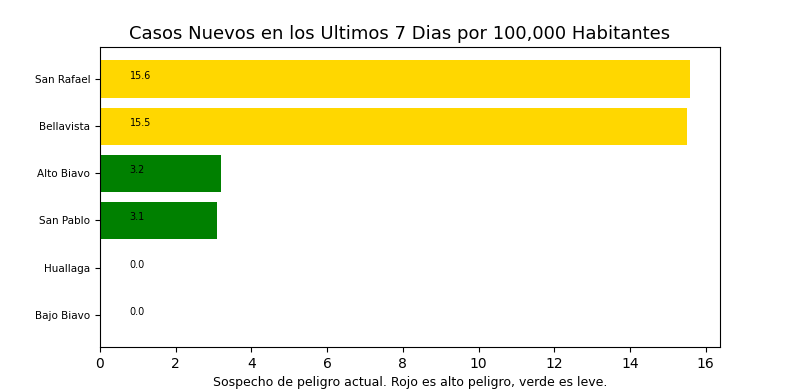 Casos Nuevos en los Ultimos 7 Dias por 100,000 Habitantes
San Rafael 15.6
Bellavista 15.5
Alto Biavo 3.2
San Pablo 3.1
Huallaga 0.0
Bajo Biavo 0.0
0 2 4 6 8 10 12 14 16
Sospecho de peligro actual. Rojo es alto peligro, verde es leve.